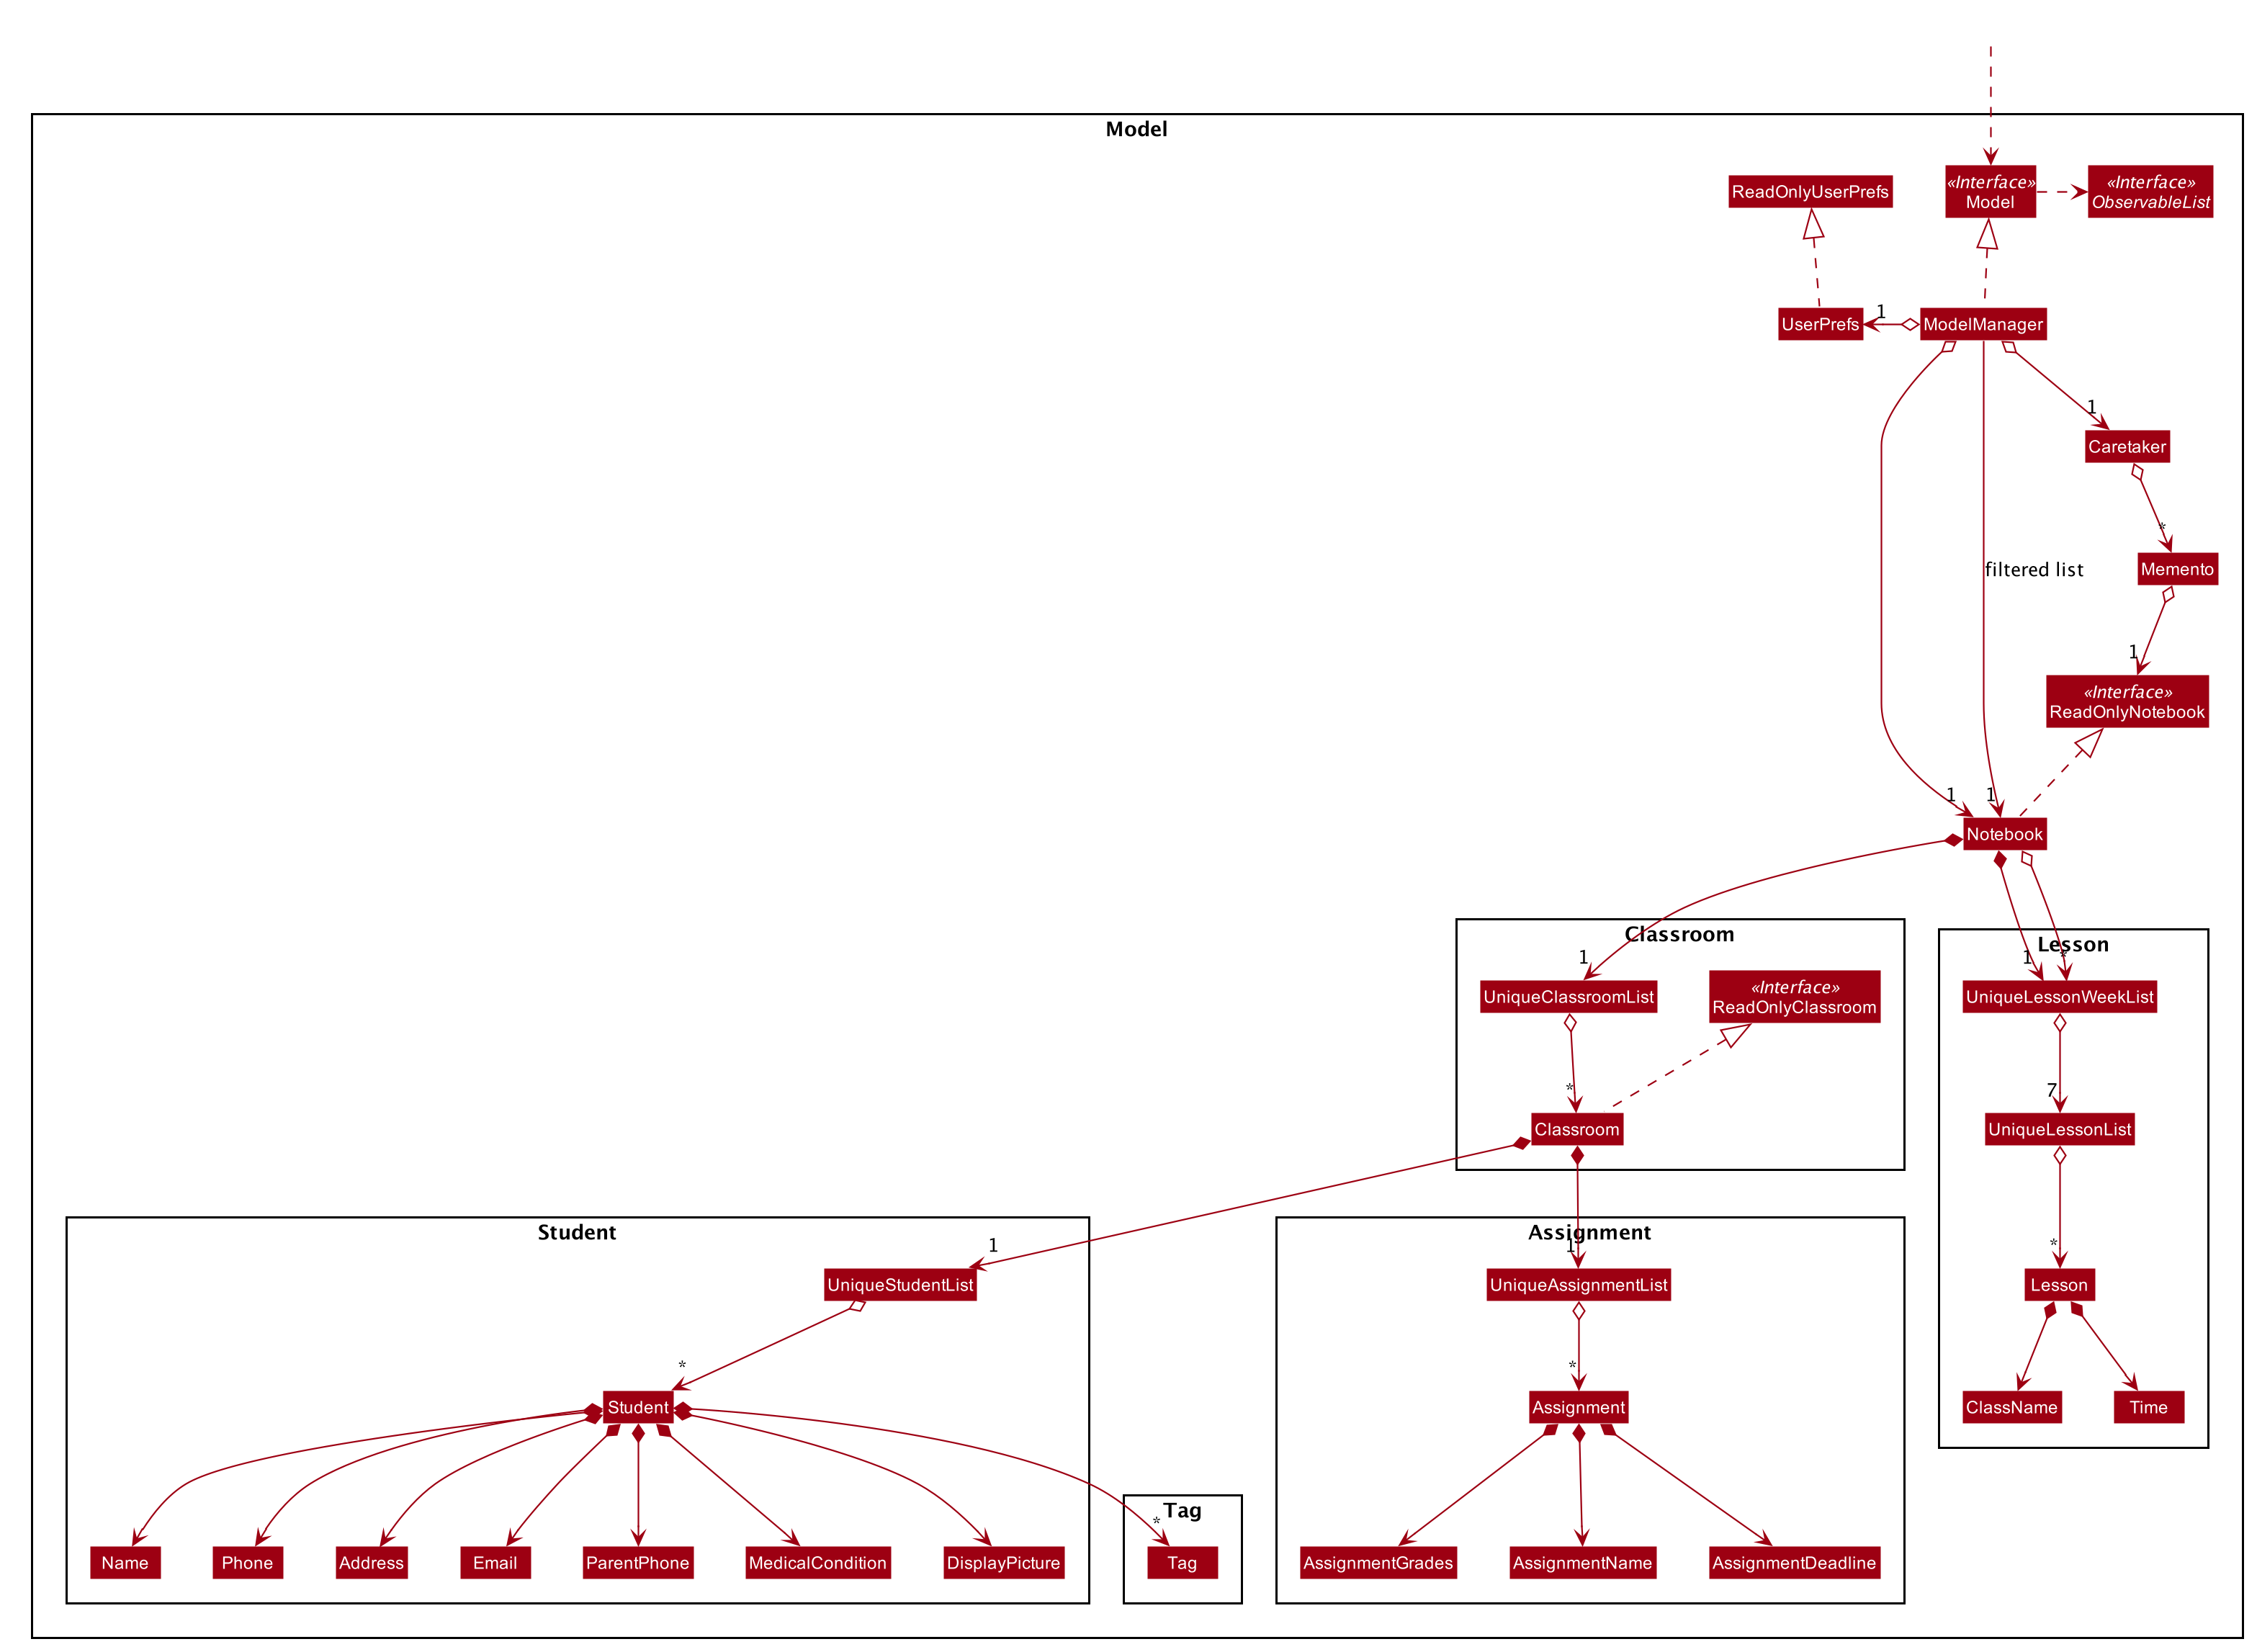 Model
ReadOnlyUserPrefs
«Interface»
Model
«Interface»
ObservableList
UserPrefs
1
ModelManager
1
Caretaker
*
filtered list
Memento
1
«Interface»
ReadOnlyNotebook
1
1
Notebook
Classroom
Lesson
1
1
*
UniqueClassroomList
«Interface»
ReadOnlyClassroom
UniqueLessonWeekList
*
7
Classroom
UniqueLessonList
Student
Assignment
1
1
*
UniqueStudentList
UniqueAssignmentList
Lesson
*
*
Student
Assignment
ClassName
Time
Tag
*
Name
Phone
Address
Email
ParentPhone
MedicalCondition
DisplayPicture
Tag
AssignmentGrades
AssignmentName
AssignmentDeadline